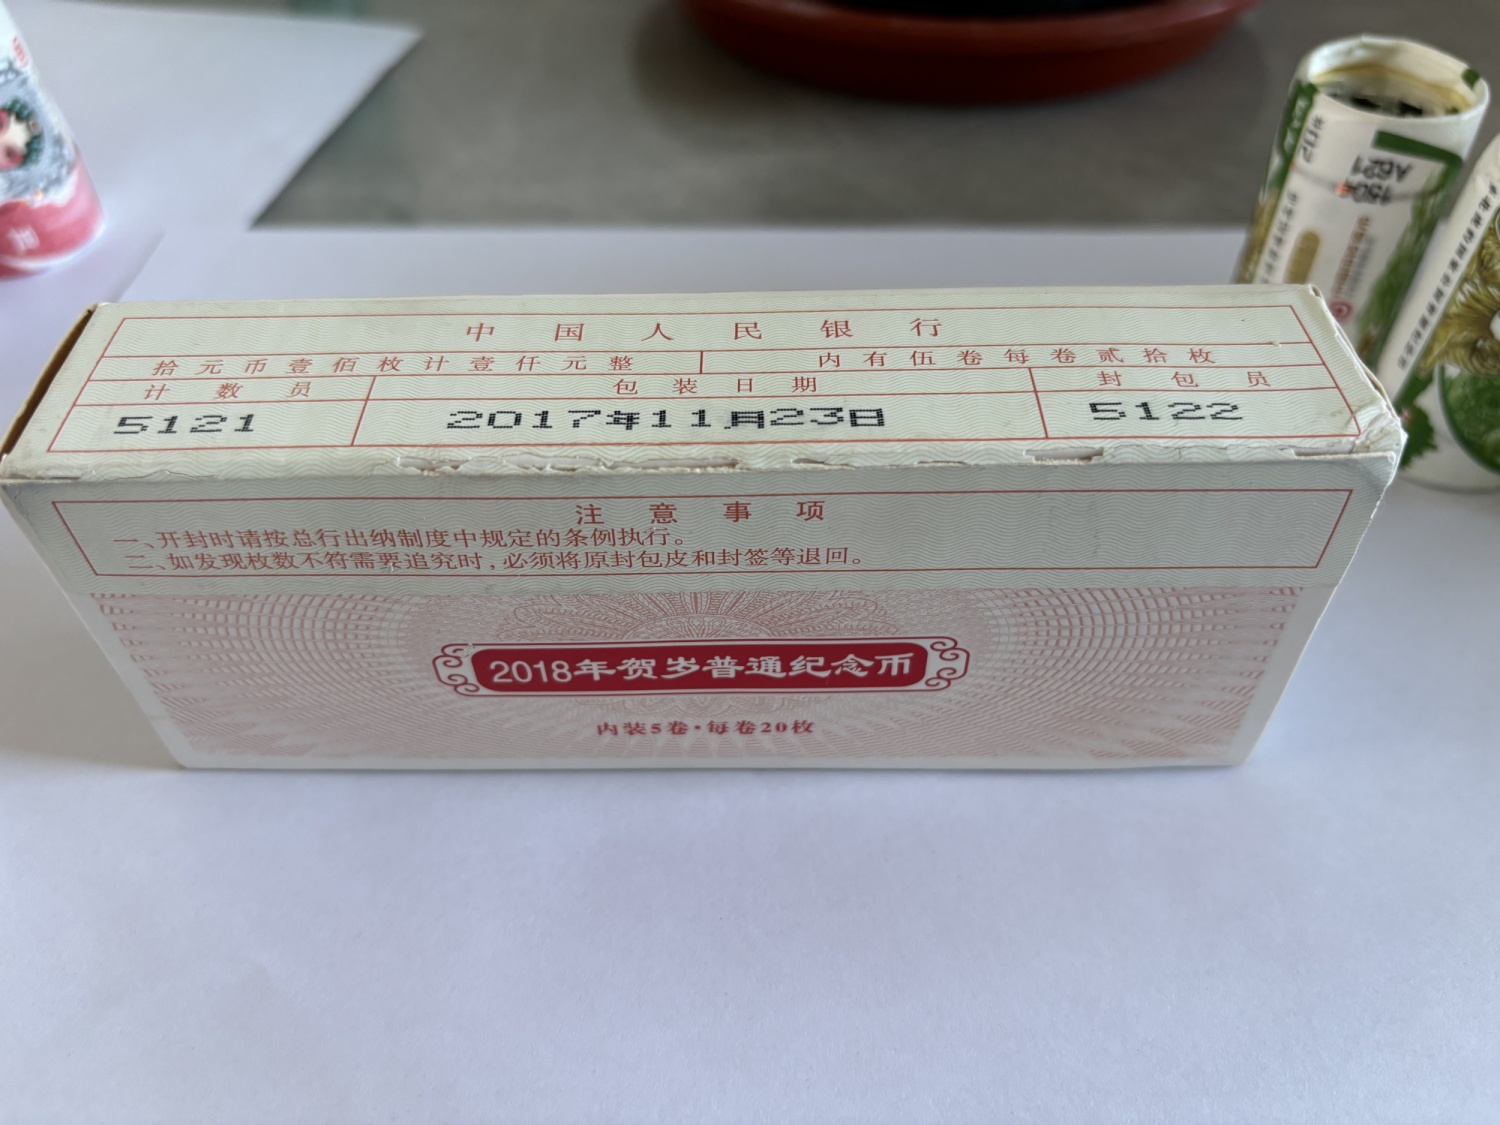 中国人民银行
拾元币壹佰枚计壹仟元整 内有伍卷每卷贰拾枚
计数员 包装日期 封包员
5121 2017年11月23日 5122
注意事项
一、开封时请按总行出纳制度中规定的条例执行。
二、如发现枚数不符需要追究时,必须将原封包皮和封签等退回。
2018年贺岁普通纪念币
内装5卷·每卷20枚